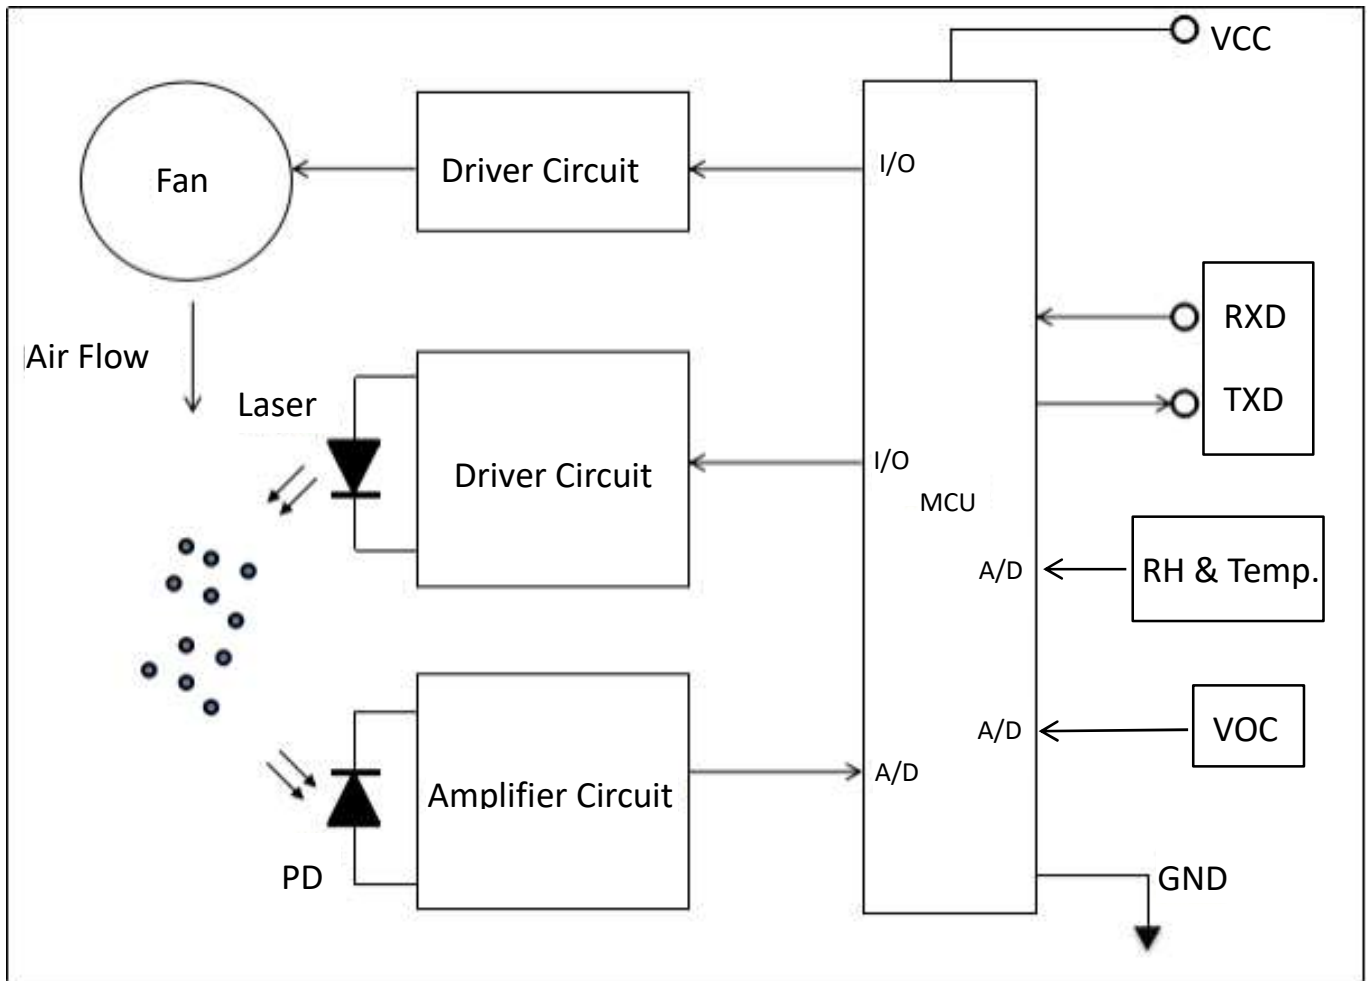 VCC
Fan
Driver Circuit
I/O
Air Flow
RXD
Laser
TXD
Driver Circuit
I/O
MCU
A/D
RH & Temp.
A/D
VOC
Amplifier Circuit
A/D
PD
GND